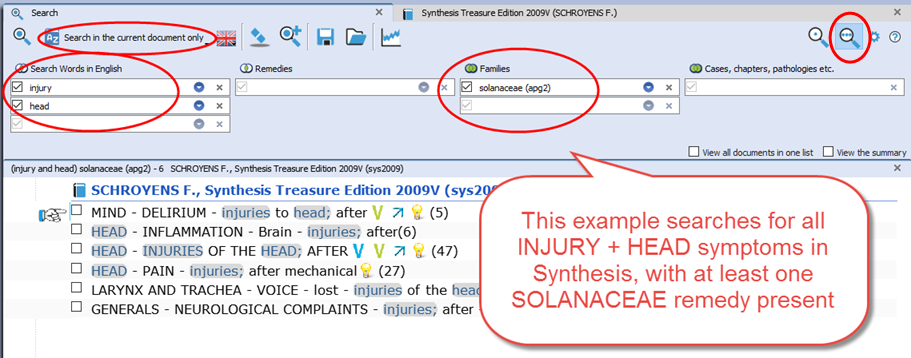 Search
Synthesis Treasure Edition 2009V (SCHROYENS F.)
Search in the current document only
Search Words in English
Remedies
Families
Cases, chapters, pathologies etc.
injury
solanaceae (apg2)
head
View all documents in one list
View the summary
(injury and head) solanaceae (apg2) - 6 SCHROYENS F., Synthesis Treasure Edition 2009V (sys2009)
SCHROYENS F., Synthesis Treasure Edition 2009V (sys200
MIND - DELIRIUM - injuries to head; after (5)
HEAD - INFLAMMATION - Brain - injuries; after(6)
HEAD - INJURIES OF THE HEAD; AFTER (47)
HEAD - PAIN - injuries; after mechanical (27)
LARYNX AND TRACHEA - VOICE - lost - injuries of the head
GENERALS - NEUROLOGICAL COMPLAINTS - injuries; after -
This example searches for all
INJURY + HEAD symptoms in
Synthesis, with at least one
SOLANACEAE remedy present